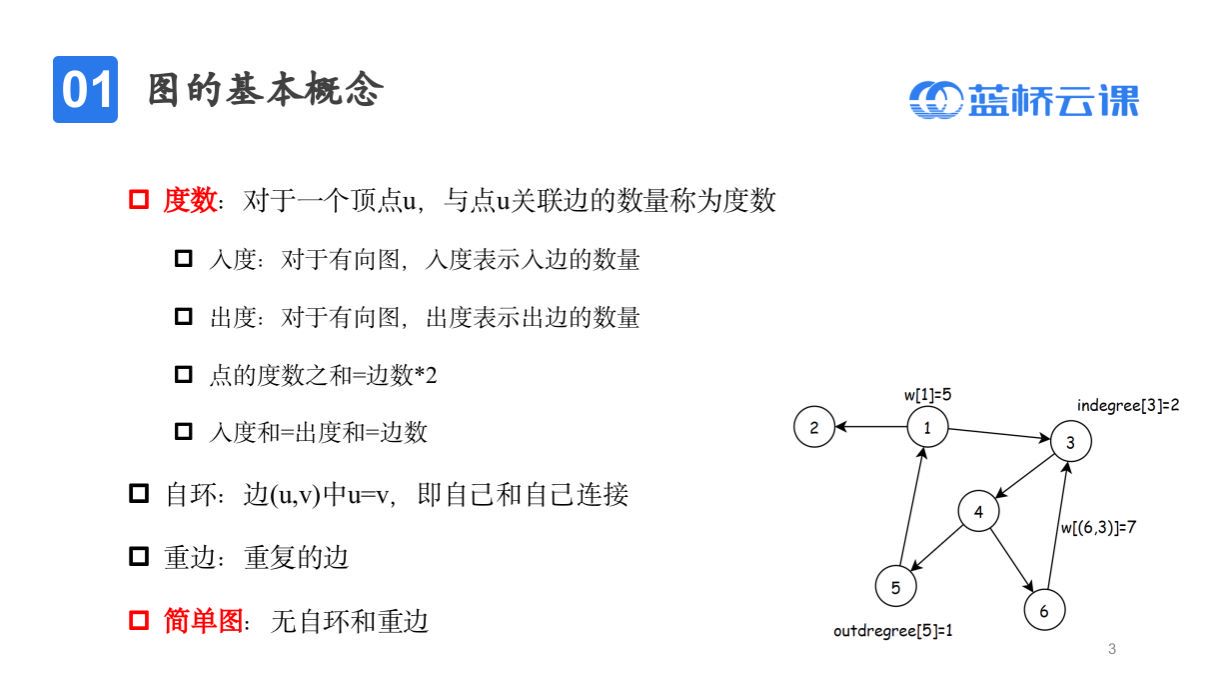 01 图的基本概念
蓝桥云课
度数：对于一个顶点u，与点u关联边的数量称为度数
入度：对于有向图，入度表示入边的数量
出度：对于有向图，出度表示出边的数量
点的度数之和=边数*2
入度和=出度和=边数
自环：边(u,v)中u=v，即自己和自己连接
重边：重复的边
简单图：无自环和重边
w[1]=5
indegree[3]=2
2
1
3
4
w[(6,3)]=7
5
6
outdregree[5]=1
3